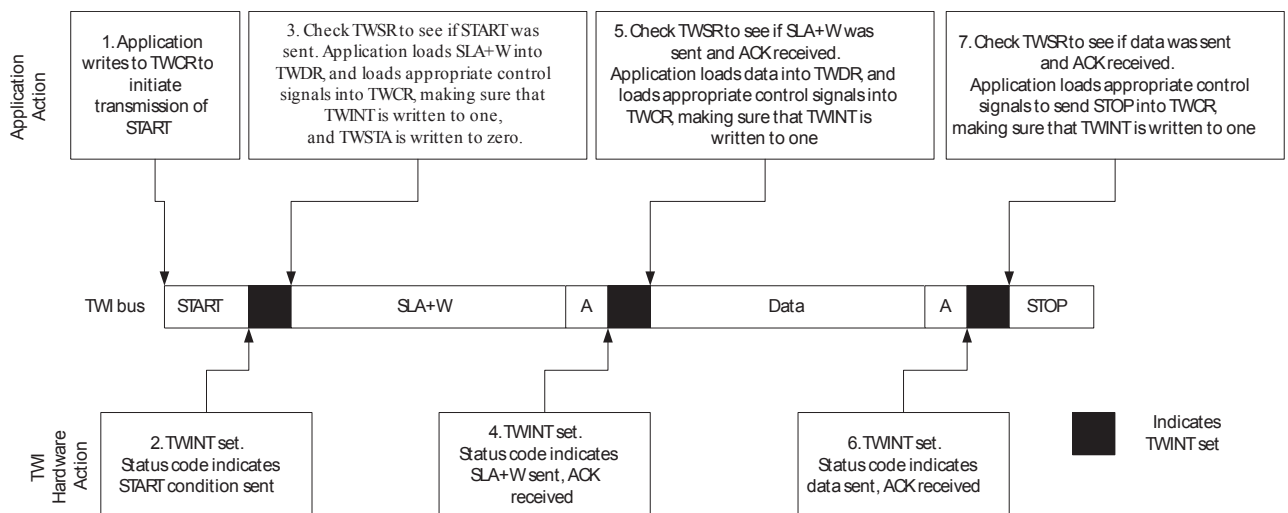 Application
Action
1. Application
writes to TWCR to
initiate
transmission of
START
3. Check TWSR to see if START was
sent. Application loads SLA+W into
TWDR, and loads appropriate control
signals into TWCR, making sure that
TWINT is written to one,
and TWSTA is written to zero.
5. Check TWSR to see if SLA+W was
sent and ACK received.
Application loads data into TWDR, and
loads appropriate control signals into
TWCR, making sure that TWINT is
written to one
7. Check TWSR to see if data was sent
and ACK received.
Application loads appropriate control
signals to send STOP into TWCR,
making sure that TWINT is written to one
TWI bus
START
SLA+W
A
Data
A
STOP
TWI
Hardware
Action
2. TWINT set.
Status code indicates
START condition sent
4. TWINT set.
Status code indicates
SLA+W sent, ACK
received
6. TWINT set.
Status code indicates
data sent, ACK received
Indicates
TWINT set